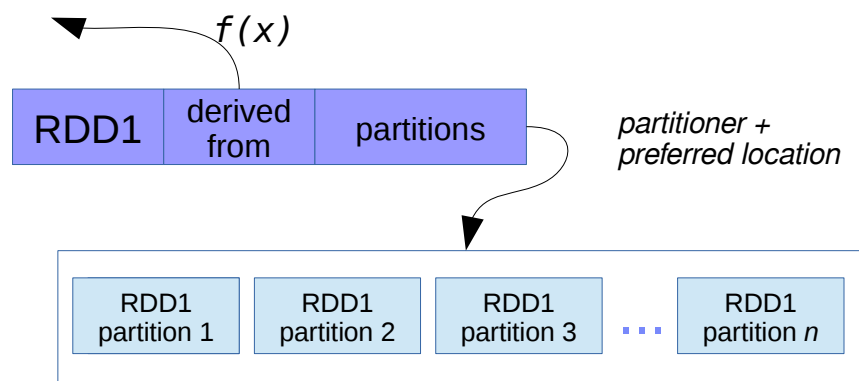 f(x)
RDD1
derived
from
partitions
partitioner +
preferred location
RDD1
partition 1
RDD1
partition 2
RDD1
partition 3
...
RDD1
partition n